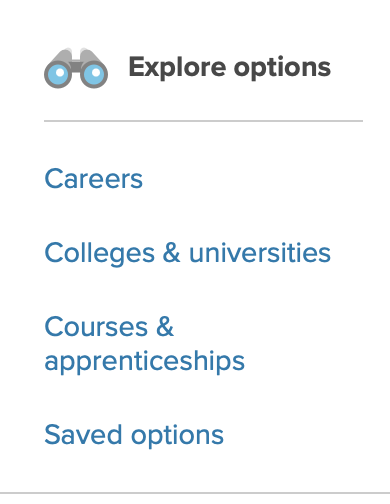 Explore options
Careers
Colleges & universities
Courses &
apprenticeships
Saved options